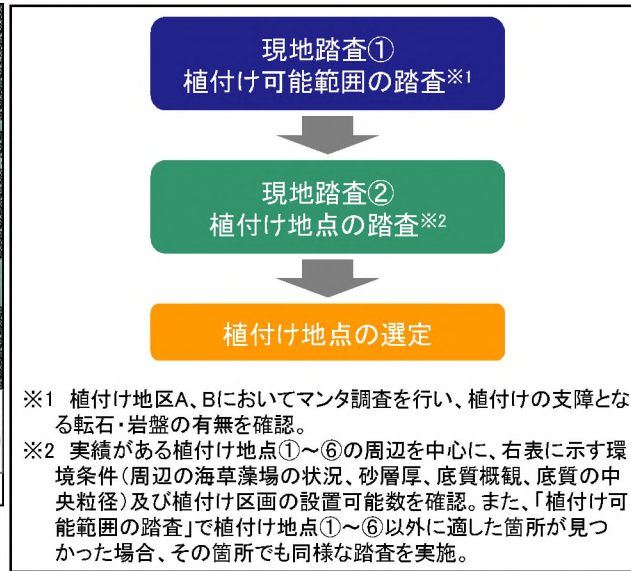 現地踏査①
植付け可能範囲の踏査※1
現地踏査②
植付け地点の踏査※2
植付け地点の選定
※1 植付け地区A、Bにおいてマンタ調査を行い、植付けの支障とな
る転石・岩盤の有無を確認。
※2 実績がある植付け地点①～⑥の周辺を中心に、右表に示す環
境条件(周辺の海草藻場の状況、砂層厚、底質概観、底質の中
央粒径)及び植付け区画の設置可能数を確認。また、「植付け可
能範囲の踏査」で植付け地点①～⑥以外に適した箇所が見つ
かった場合、その箇所でも同様な踏査を実施。